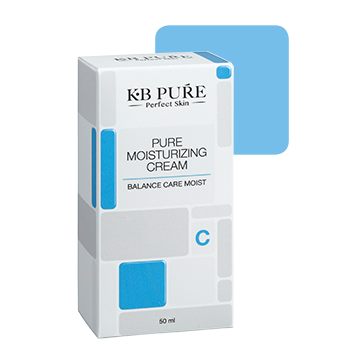 K·B PURE
Perfect Skin
PURE
MOISTURIZING
CREAM
BALANCE CARE MOIST
C
50 ml